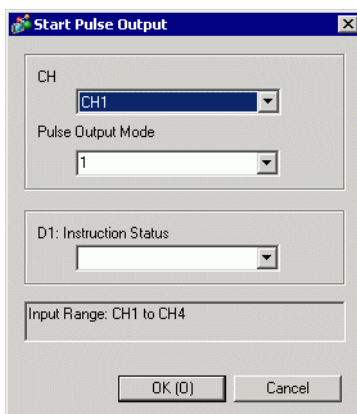 Start Pulse Output
CH
CH1
Pulse Output Mode
1
D1: Instruction Status
Input Range: CH1 to CH4
OK (O)
Cancel